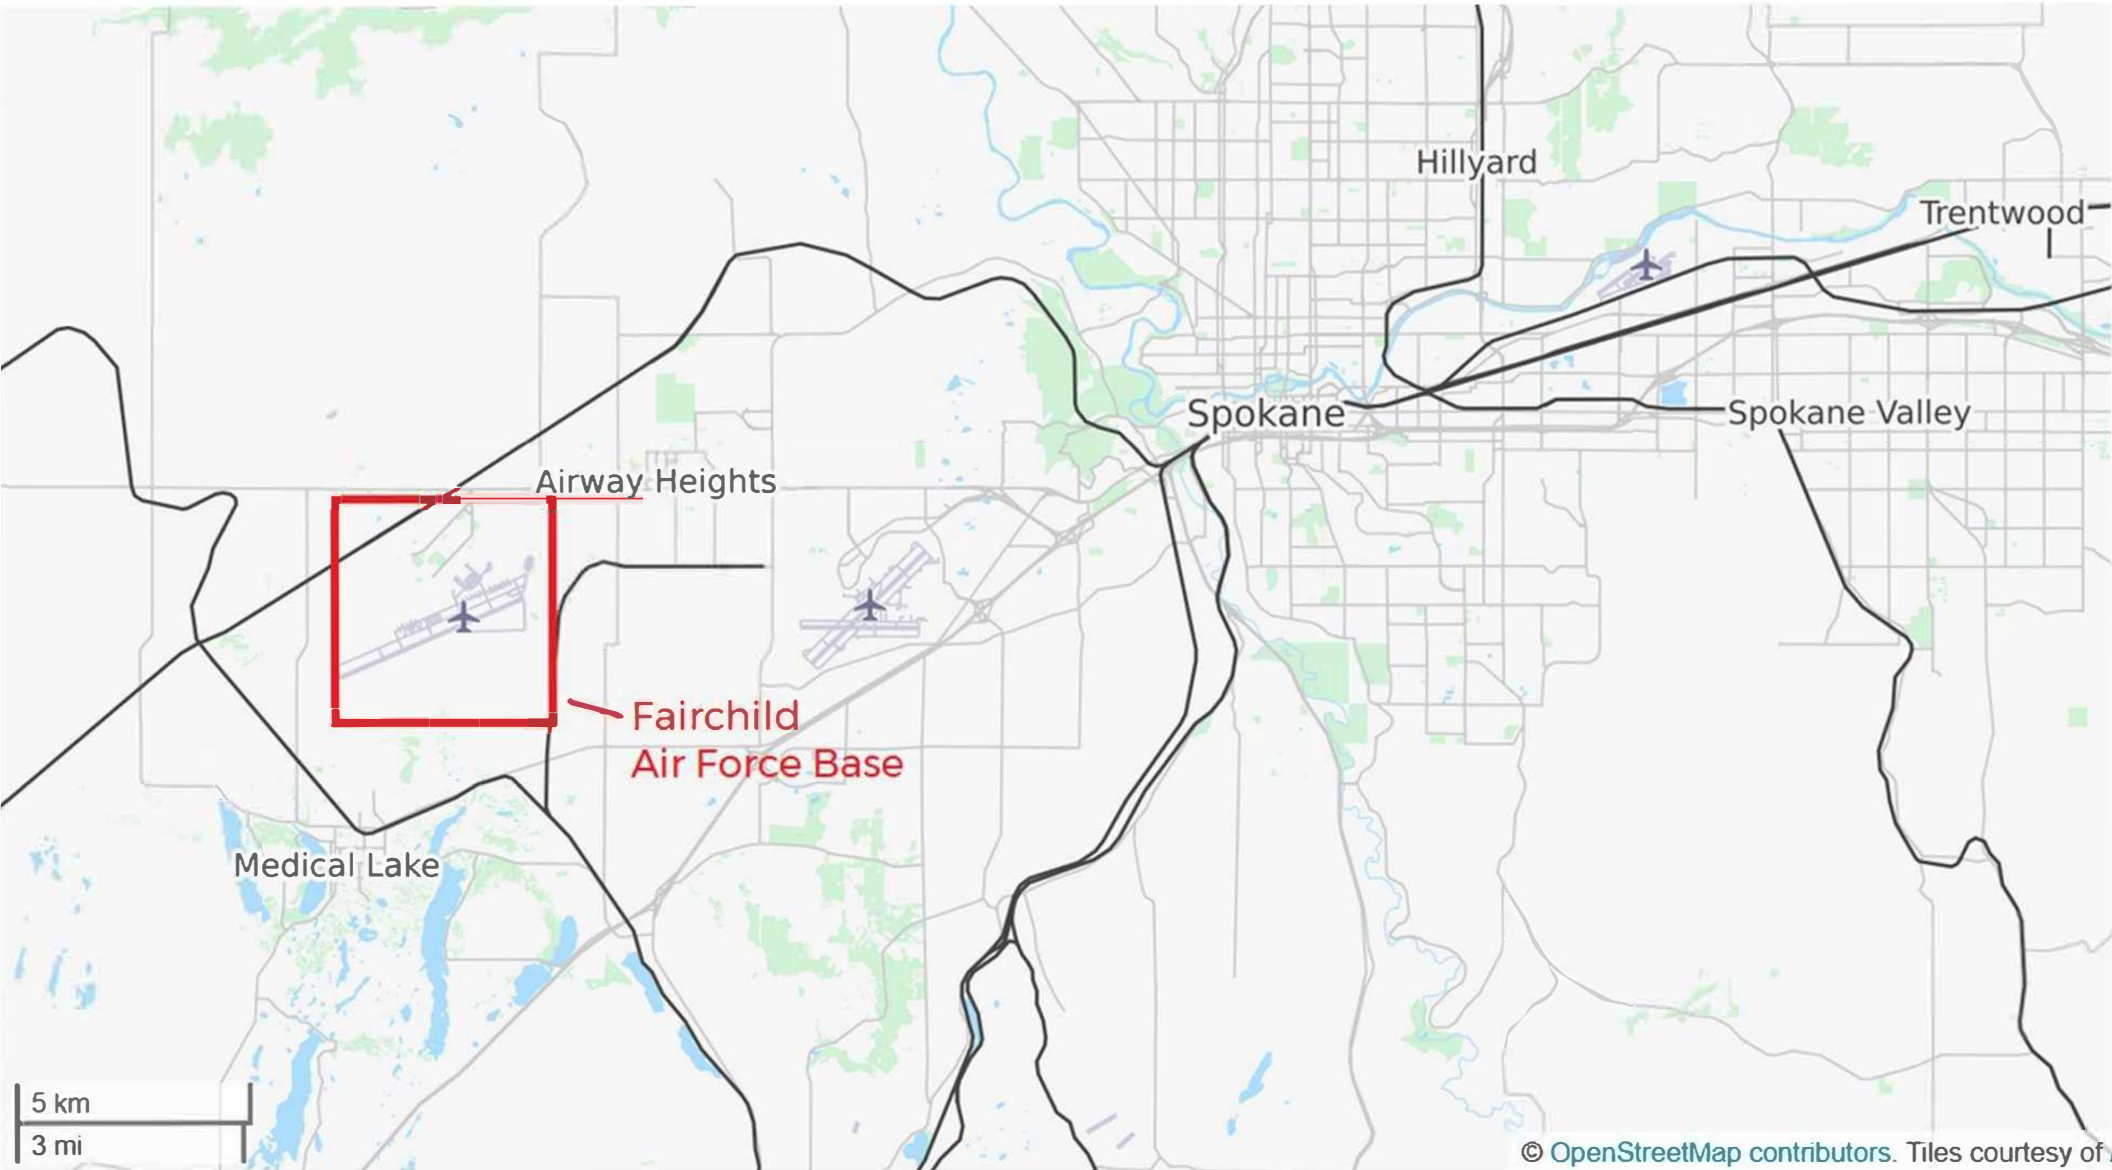 Hillyard
Trentwood
Spokane
Spokane Valley
Airway Heights
Fairchild
Air Force Base
Medical Lake
5 km
3 mi
© OpenStreetMap contributors. Tiles courtesy of